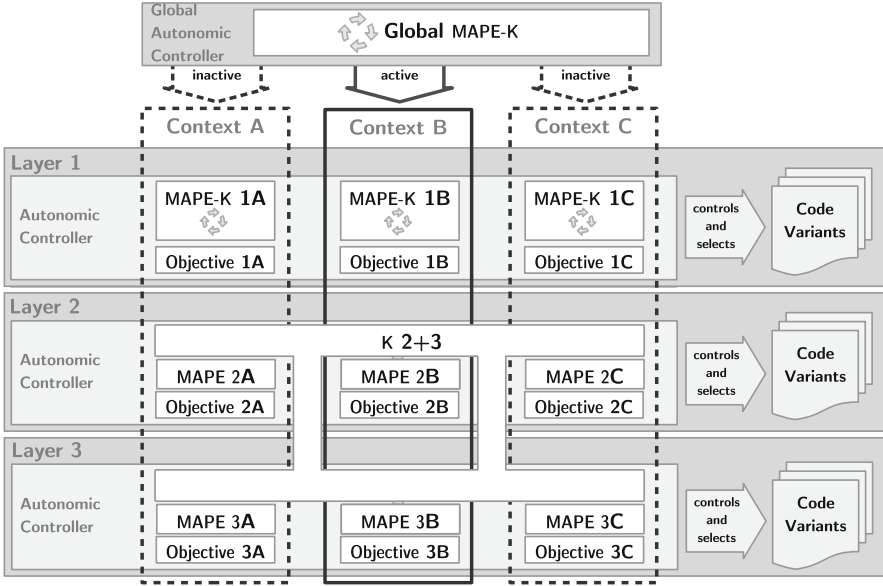 Global
Autonomic
Controller
Global MAPE-K
inactive
active
inactive
Context A
Context B
Context C
Layer 1
Autonomic
Controller
MAPE-K 1A
MAPE-K 1B
MAPE-K 1C
Objective 1A
Objective 1B
Objective 1C
controls
and
selects
Code
Variants
Layer 2
Autonomic
Controller
K 2+3
MAPE 2A
MAPE 2B
MAPE 2C
Objective 2A
Objective 2B
Objective 2C
controls
and
selects
Code
Variants
Layer 3
Autonomic
Controller
MAPE 3A
MAPE 3B
MAPE 3C
Objective 3A
Objective 3B
Objective 3C
controls
and
selects
Code
Variants